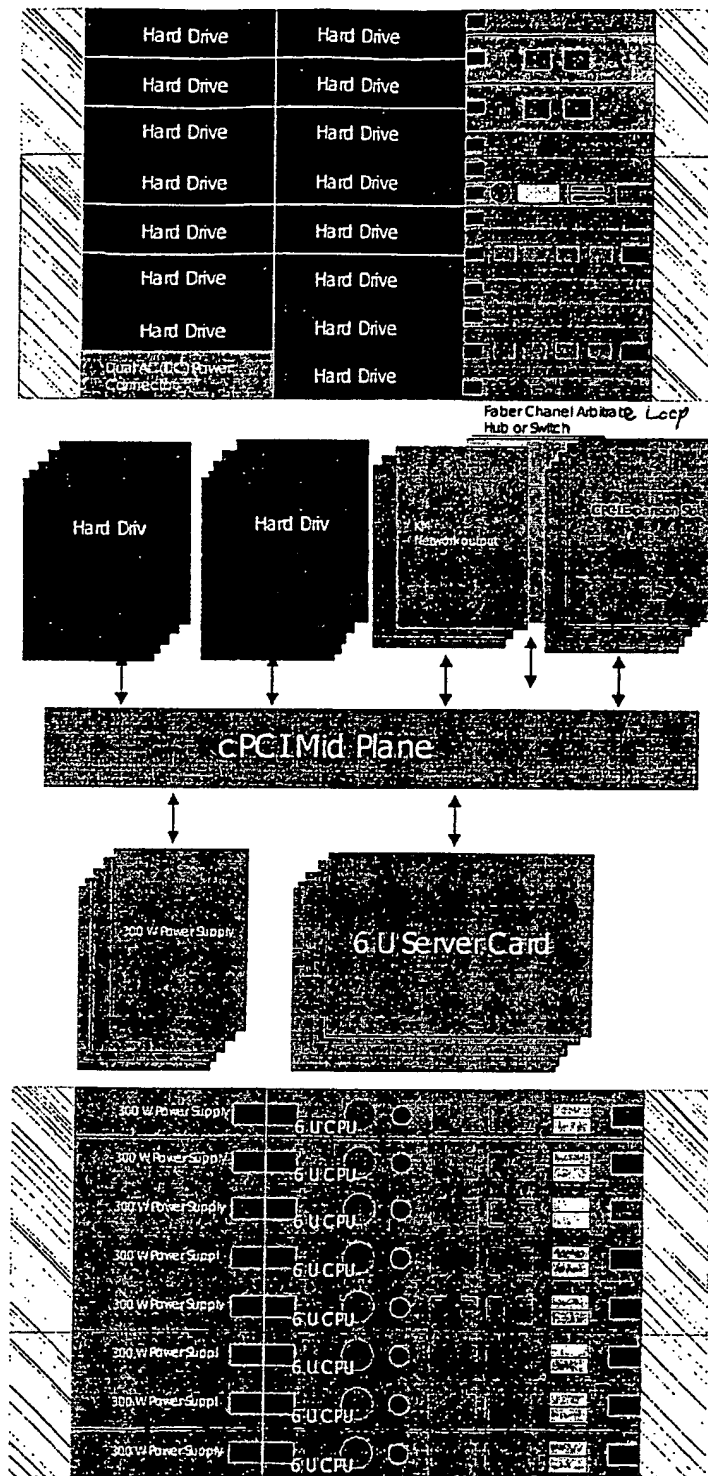 Hard Drive Hard Drive
Hard Drive Hard Drive
Hard Drive Hard Drive
Hard Drive Hard Drive
Hard Drive Hard Drive
Hard Drive Hard Drive
Hard Drive Hard Drive
Dual AC (DC) Power
Connector
Hard Drive
Faber Chanel Arbitrate Loop
Hub or Switch
Hard Driv Hard Driv
Network output
cPCI Expansion
cPCI Mid Plane
300 W Power Supply
6 U Server Card
300 W Power Supply 6 U CPU
300 W Power Supply 6 U CPU
300 W Power Supply 6 U CPU
300 W Power Suppl 6 U CPU
300 W Power Supply 6 U CPU
300 W Power Suppl 6 U CPU
300 W Power Suppl 6 U CPU
300 W Power Supply 6 U CPU